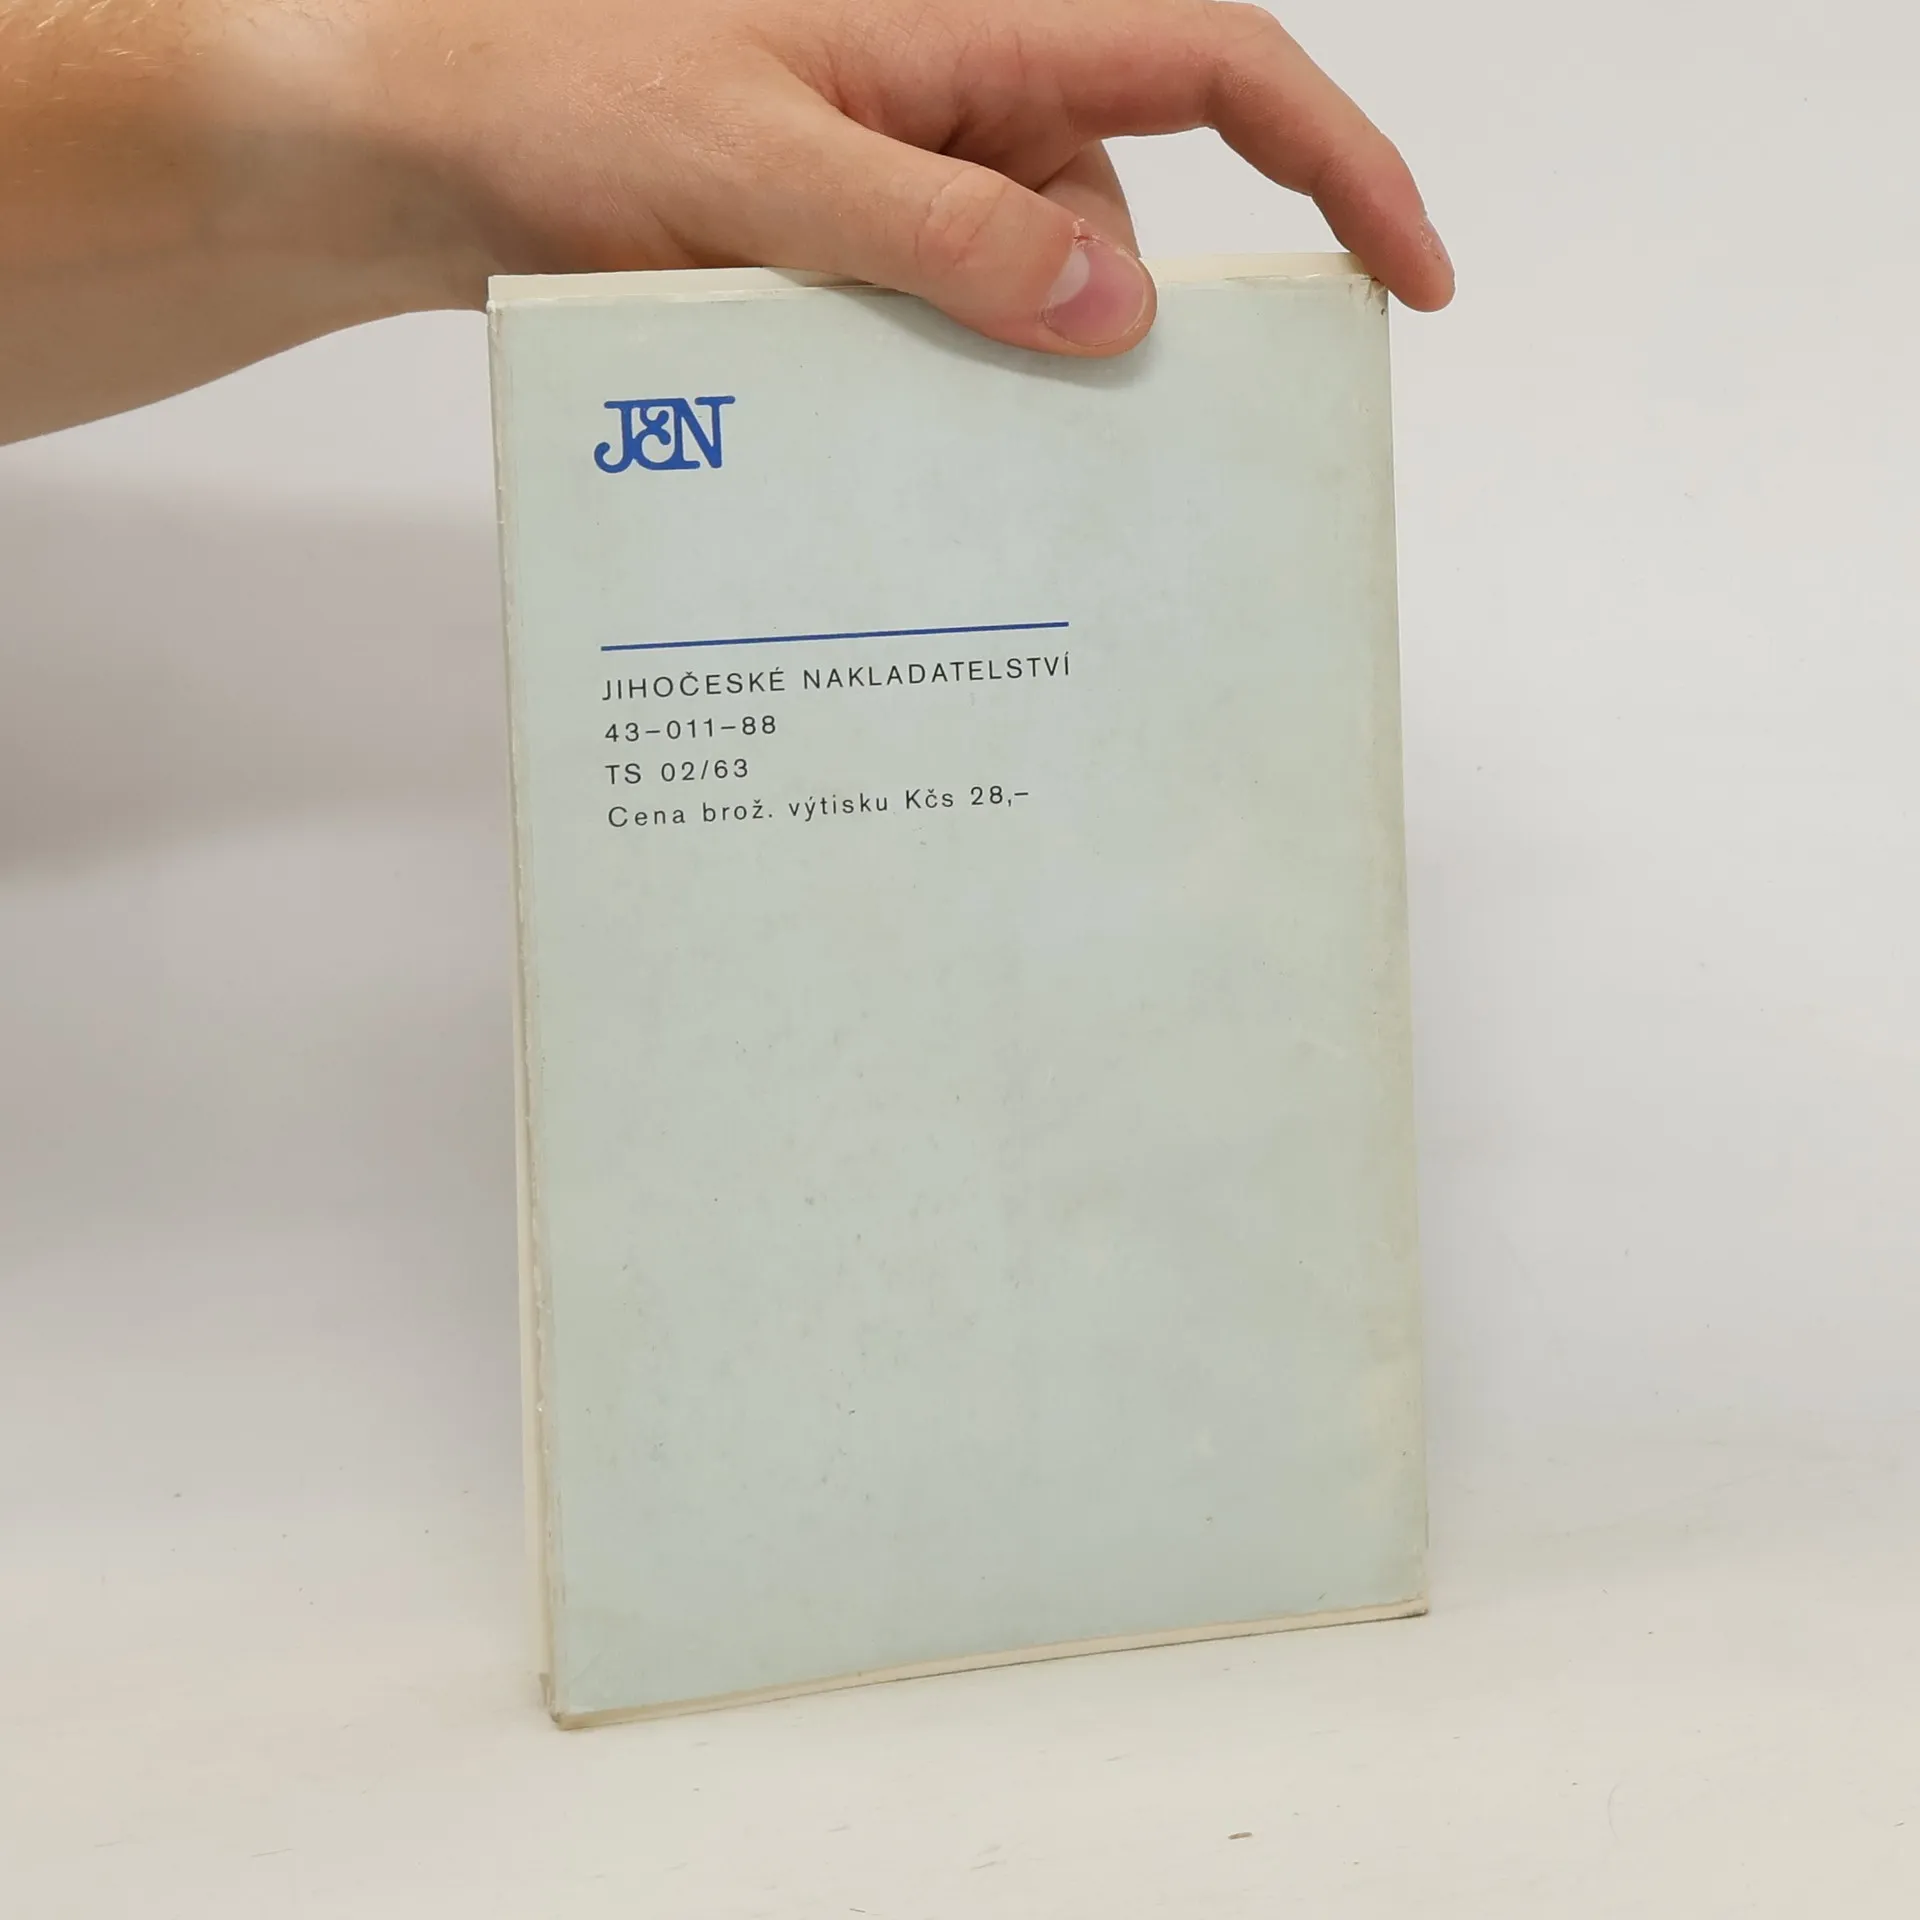 JčN
JIHOČESKÉ NAKLADATELSTVÍ
43–011–88
TS 02/63
Cena brož. výtisku Kčs 28,–